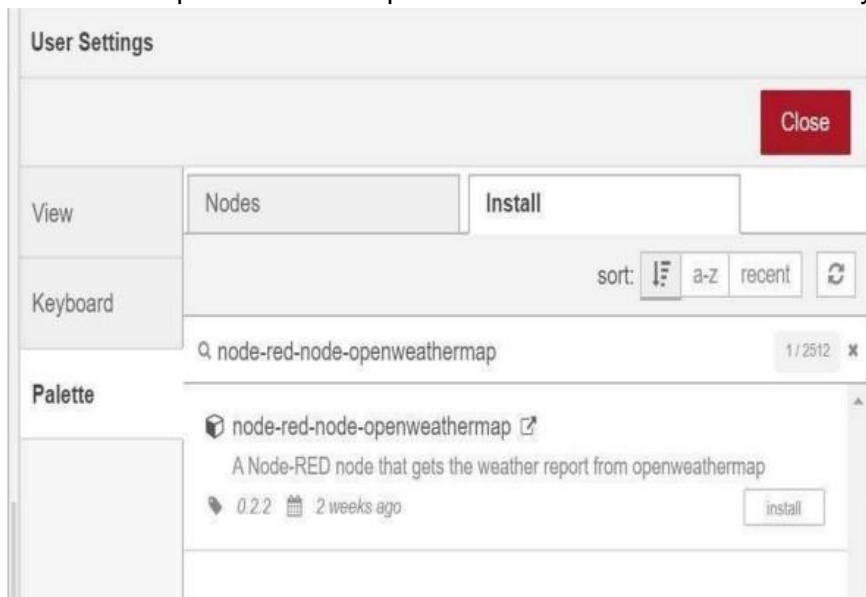 User Settings
Close
View
Nodes
Install
sort: a-z recent
Keyboard
node-red-node-openweathermap 1 / 2512
Palette
node-red-node-openweathermap
A Node-RED node that gets the weather report from openweathermap
0.2.2 2 weeks ago install